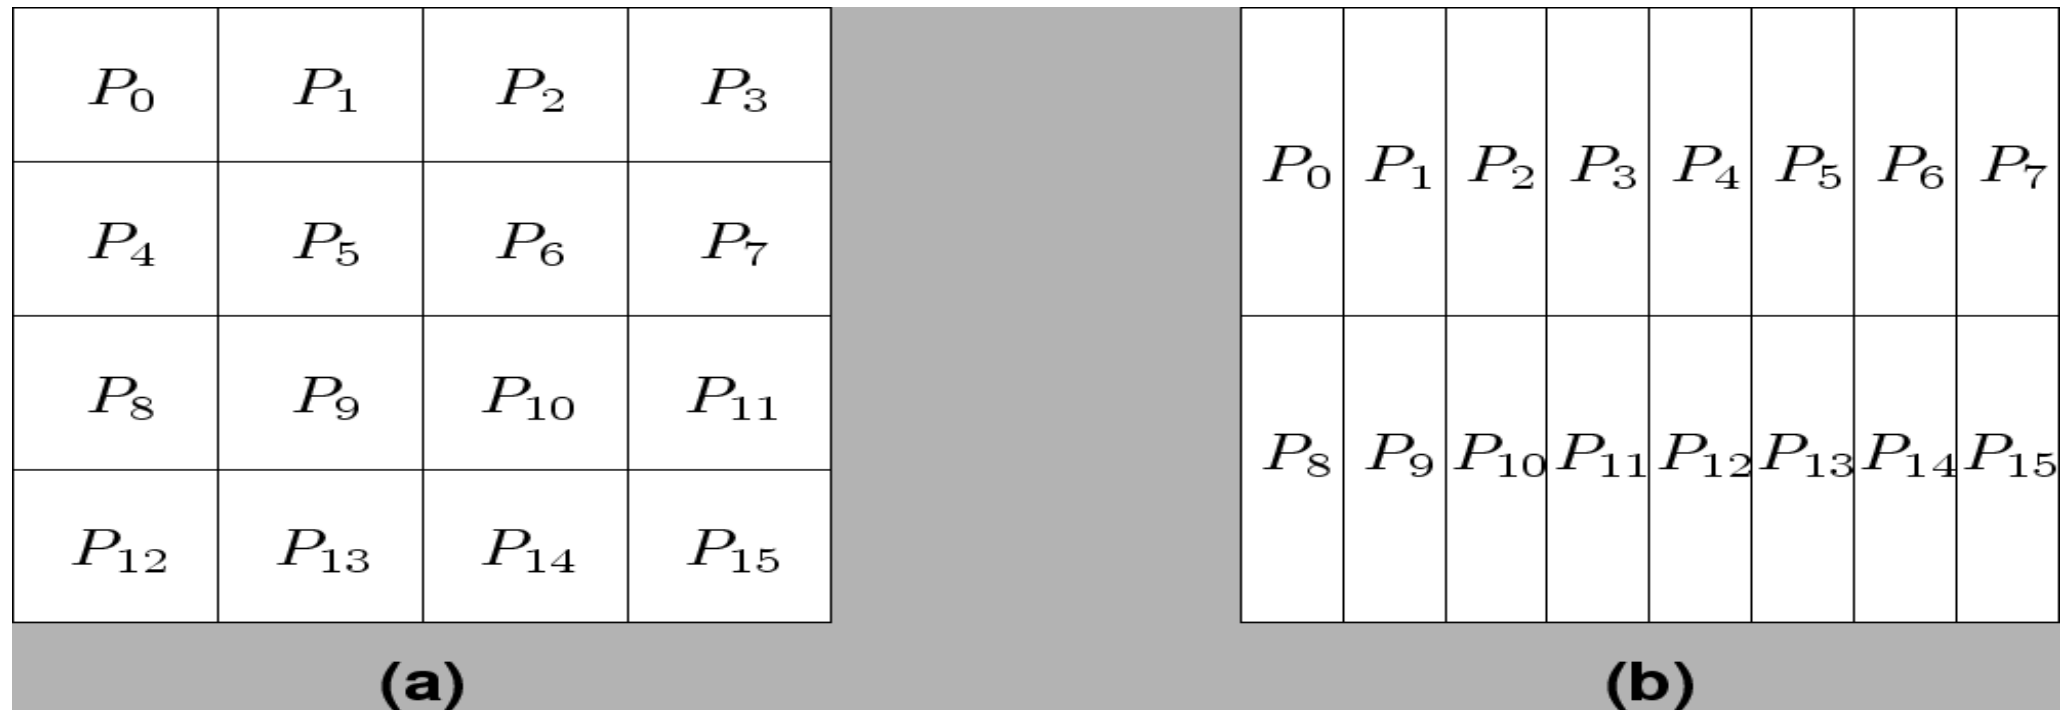 P0 P1 P2 P3
P4 P5 P6 P7
P8 P9 P10 P11
P12 P13 P14 P15
(a)
P0 P1 P2 P3 P4 P5 P6 P7
P8 P9 P10 P11 P12 P13 P14 P15
(b)